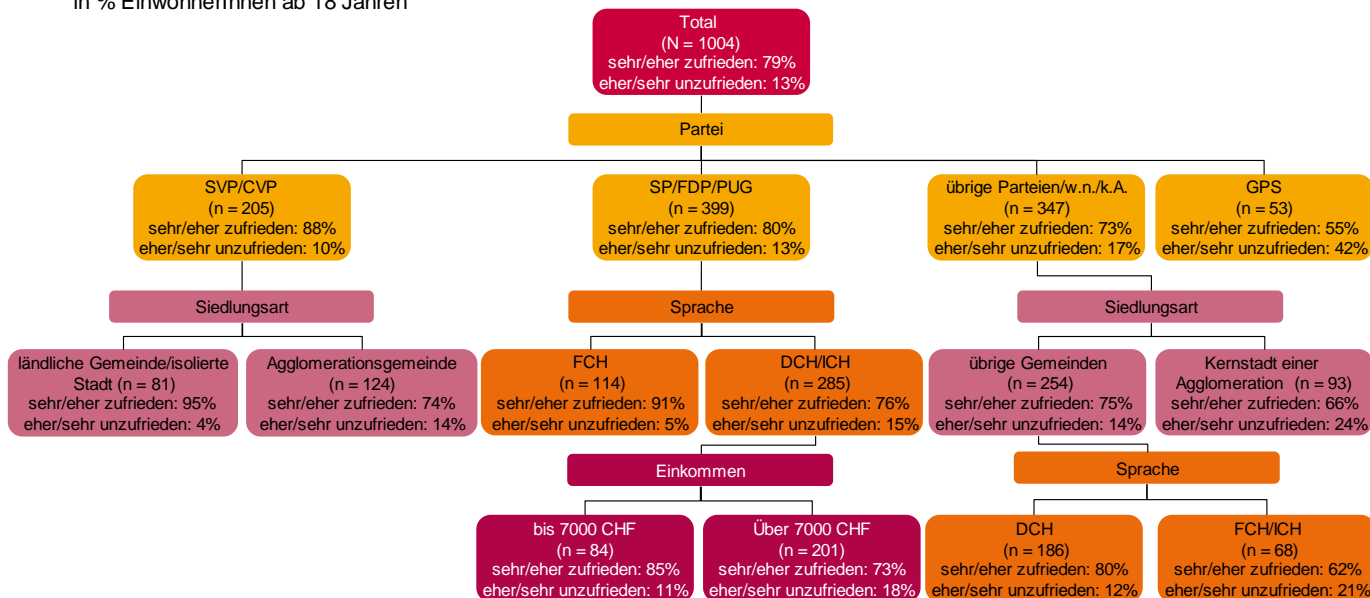 in % EinwohnerInnen ab 18 Jahren
Total
(N = 1004)
sehr/eher zufrieden: 79%
eher/sehr unzufrieden: 13%
Partei
SVP/CVP
(n = 205)
sehr/eher zufrieden: 88%
eher/sehr unzufrieden: 10%
SP/FDP/PUG
(n = 399)
sehr/eher zufrieden: 80%
eher/sehr unzufrieden: 13%
übrige Parteien/w.n./k.A.
(n = 347)
sehr/eher zufrieden: 73%
eher/sehr unzufrieden: 17%
GPS
(n = 53)
sehr/eher zufrieden: 55%
eher/sehr unzufrieden: 42%
Siedlungsart
Sprache
Siedlungsart
ländliche Gemeinde/isolierte
Stadt (n = 81)
sehr/eher zufrieden: 95%
eher/sehr unzufrieden: 4%
Agglomerationsgemeinde
(n = 124)
sehr/eher zufrieden: 74%
eher/sehr unzufrieden: 14%
FCH
(n = 114)
sehr/eher zufrieden: 91%
eher/sehr unzufrieden: 5%
DCH/ICH
(n = 285)
sehr/eher zufrieden: 76%
eher/sehr unzufrieden: 15%
übrige Gemeinden
(n = 254)
sehr/eher zufrieden: 75%
eher/sehr unzufrieden: 14%
Kernstadt einer
Agglomeration (n = 93)
sehr/eher zufrieden: 66%
eher/sehr unzufrieden: 24%
Einkommen
Sprache
bis 7000 CHF
(n = 84)
sehr/eher zufrieden: 85%
eher/sehr unzufrieden: 11%
Über 7000 CHF
(n = 201)
sehr/eher zufrieden: 73%
eher/sehr unzufrieden: 18%
DCH
(n = 186)
sehr/eher zufrieden: 80%
eher/sehr unzufrieden: 12%
FCH/ICH
(n = 68)
sehr/eher zufrieden: 62%
eher/sehr unzufrieden: 21%